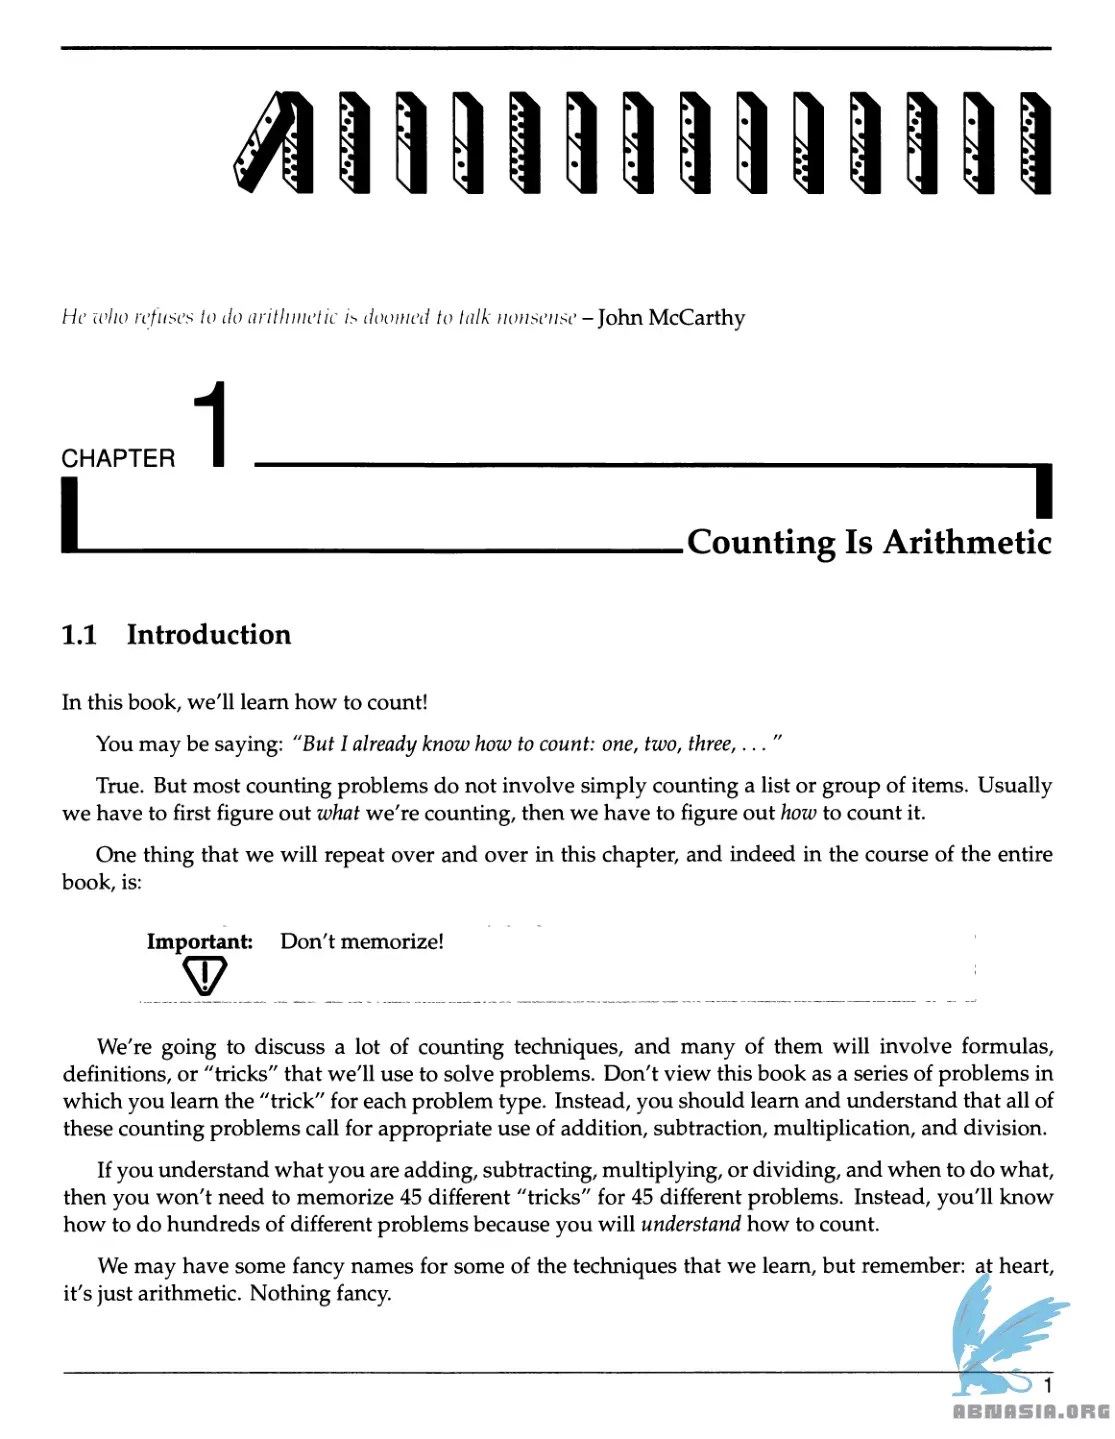 He who refuses to do arithmetic is doomed to talk nonsense – John McCarthy
CHAPTER 1
Counting Is Arithmetic
1.1 Introduction
In this book, we'll learn how to count!
You may be saying: "But I already know how to count: one, two, three, . . . "
True. But most counting problems do not involve simply counting a list or group of items. Usually
we have to first figure out what we're counting, then we have to figure out how to count it.
One thing that we will repeat over and over in this chapter, and indeed in the course of the entire
book, is:
Important: Don't memorize!
We're going to discuss a lot of counting techniques, and many of them will involve formulas,
definitions, or "tricks" that we'll use to solve problems. Don't view this book as a series of problems in
which you learn the "trick" for each problem type. Instead, you should learn and understand that all of
these counting problems call for appropriate use of addition, subtraction, multiplication, and division.
If you understand what you are adding, subtracting, multiplying, or dividing, and when to do what,
then you won't need to memorize 45 different "tricks" for 45 different problems. Instead, you'll know
how to do hundreds of different problems because you will understand how to count.
We may have some fancy names for some of the techniques that we learn, but remember: at heart,
it's just arithmetic. Nothing fancy.
1
ABNASIA.ORG